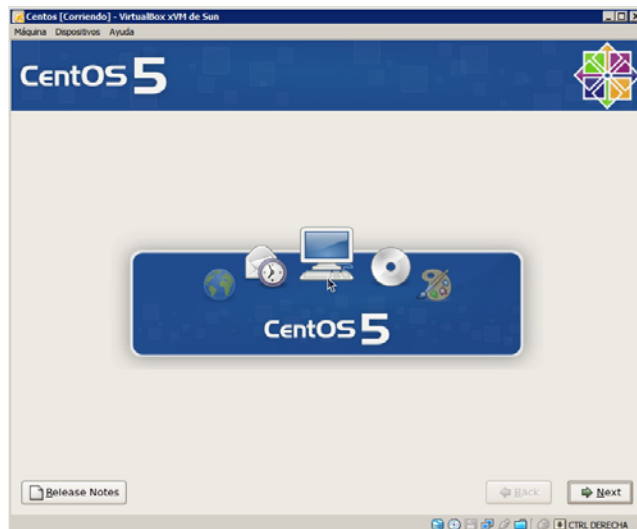 Centos [Corriendo] - VirtualBox xVM de Sun
Máquina Dispositivos Ayuda
CentOS 5
CentOS 5
Release Notes
Back
Next
CTRL DERECHA